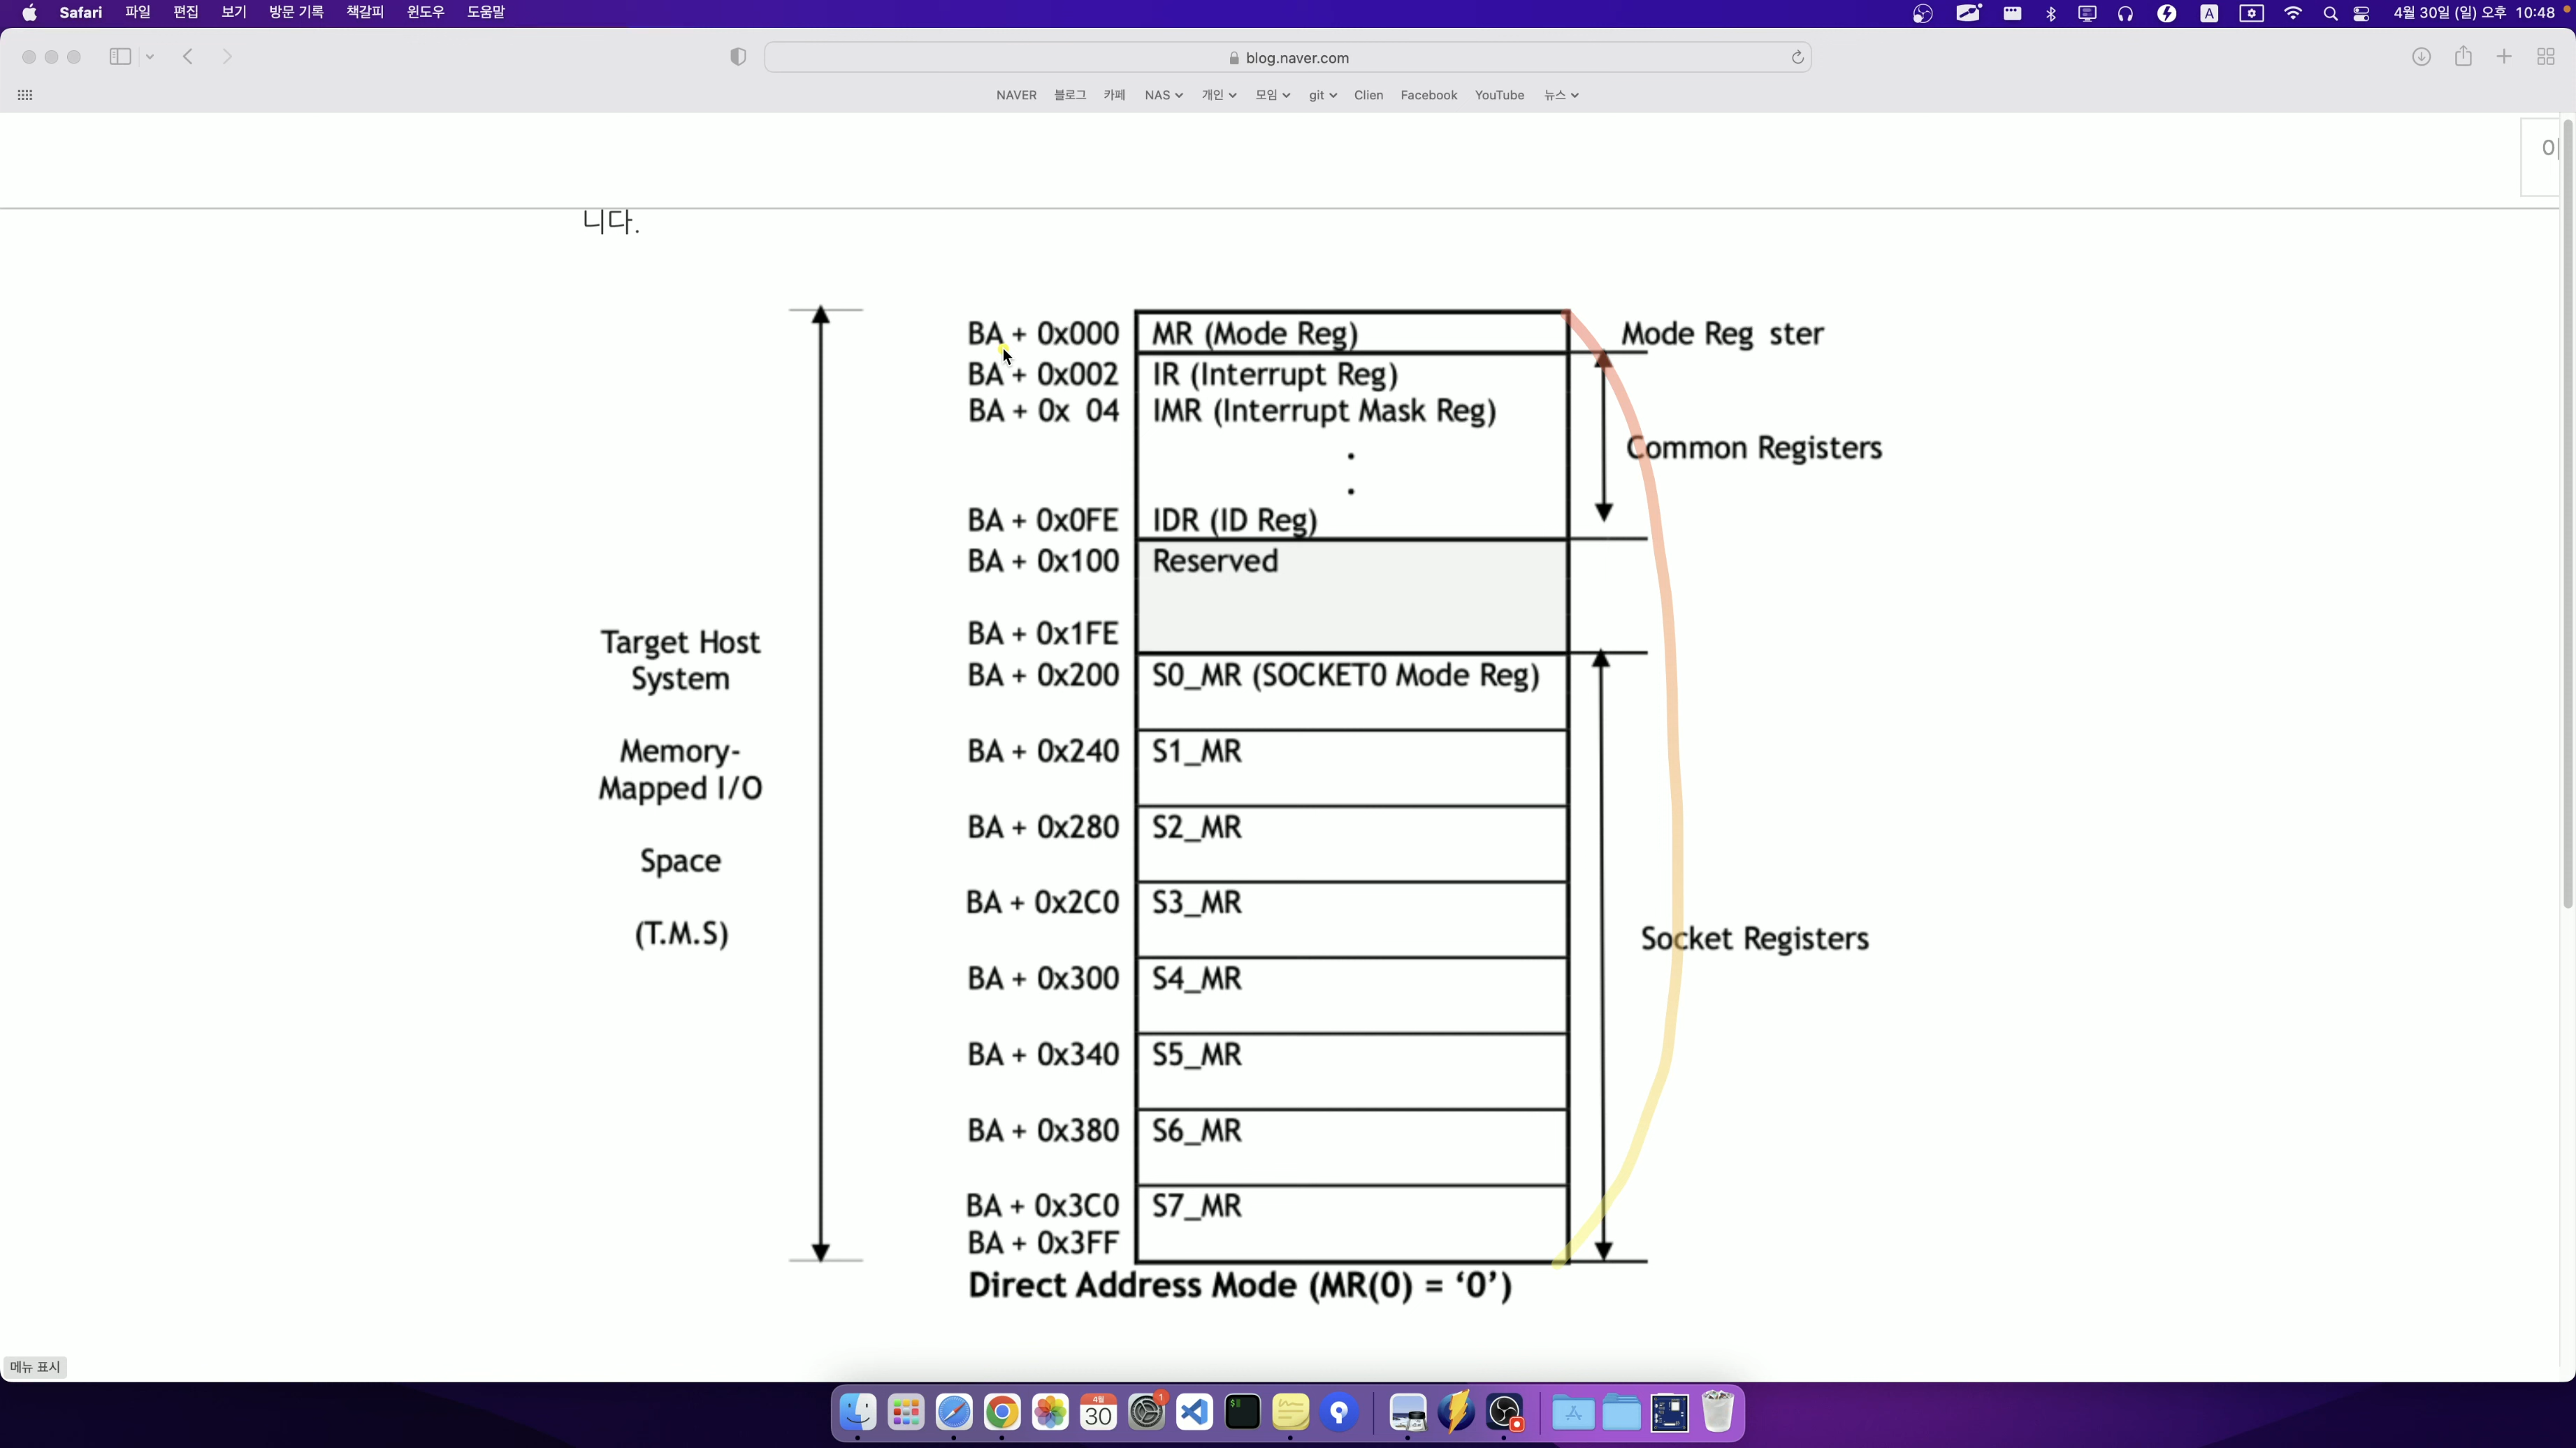 Safari 파일 편집 보기 방문 기록 책갈피 윈도우 도움말
A
4월 30일 (일) 오후 10:48
blog.naver.com
NAVER 블로그 카페 NAS 개인 모임 git Clien Facebook YouTube 뉴스
니다.
BA + 0x000 MR (Mode Reg) Mode Reg ster
BA + 0x002 IR (Interrupt Reg)
BA + 0x 04 IMR (Interrupt Mask Reg)
Common Registers
BA + 0x0FE IDR (ID Reg)
BA + 0x100 Reserved
BA + 0x1FE
Target Host
System
Memory-
Mapped I/O
Space
(T.M.S)
BA + 0x200 S0_MR (SOCKET0 Mode Reg)
BA + 0x240 S1_MR
BA + 0x280 S2_MR
BA + 0x2C0 S3_MR
Socket Registers
BA + 0x300 S4_MR
BA + 0x340 S5_MR
BA + 0x380 S6_MR
BA + 0x3C0 S7_MR
BA + 0x3FF
Direct Address Mode (MR(0) = ‘0’)
메뉴 표시
4월
30
1